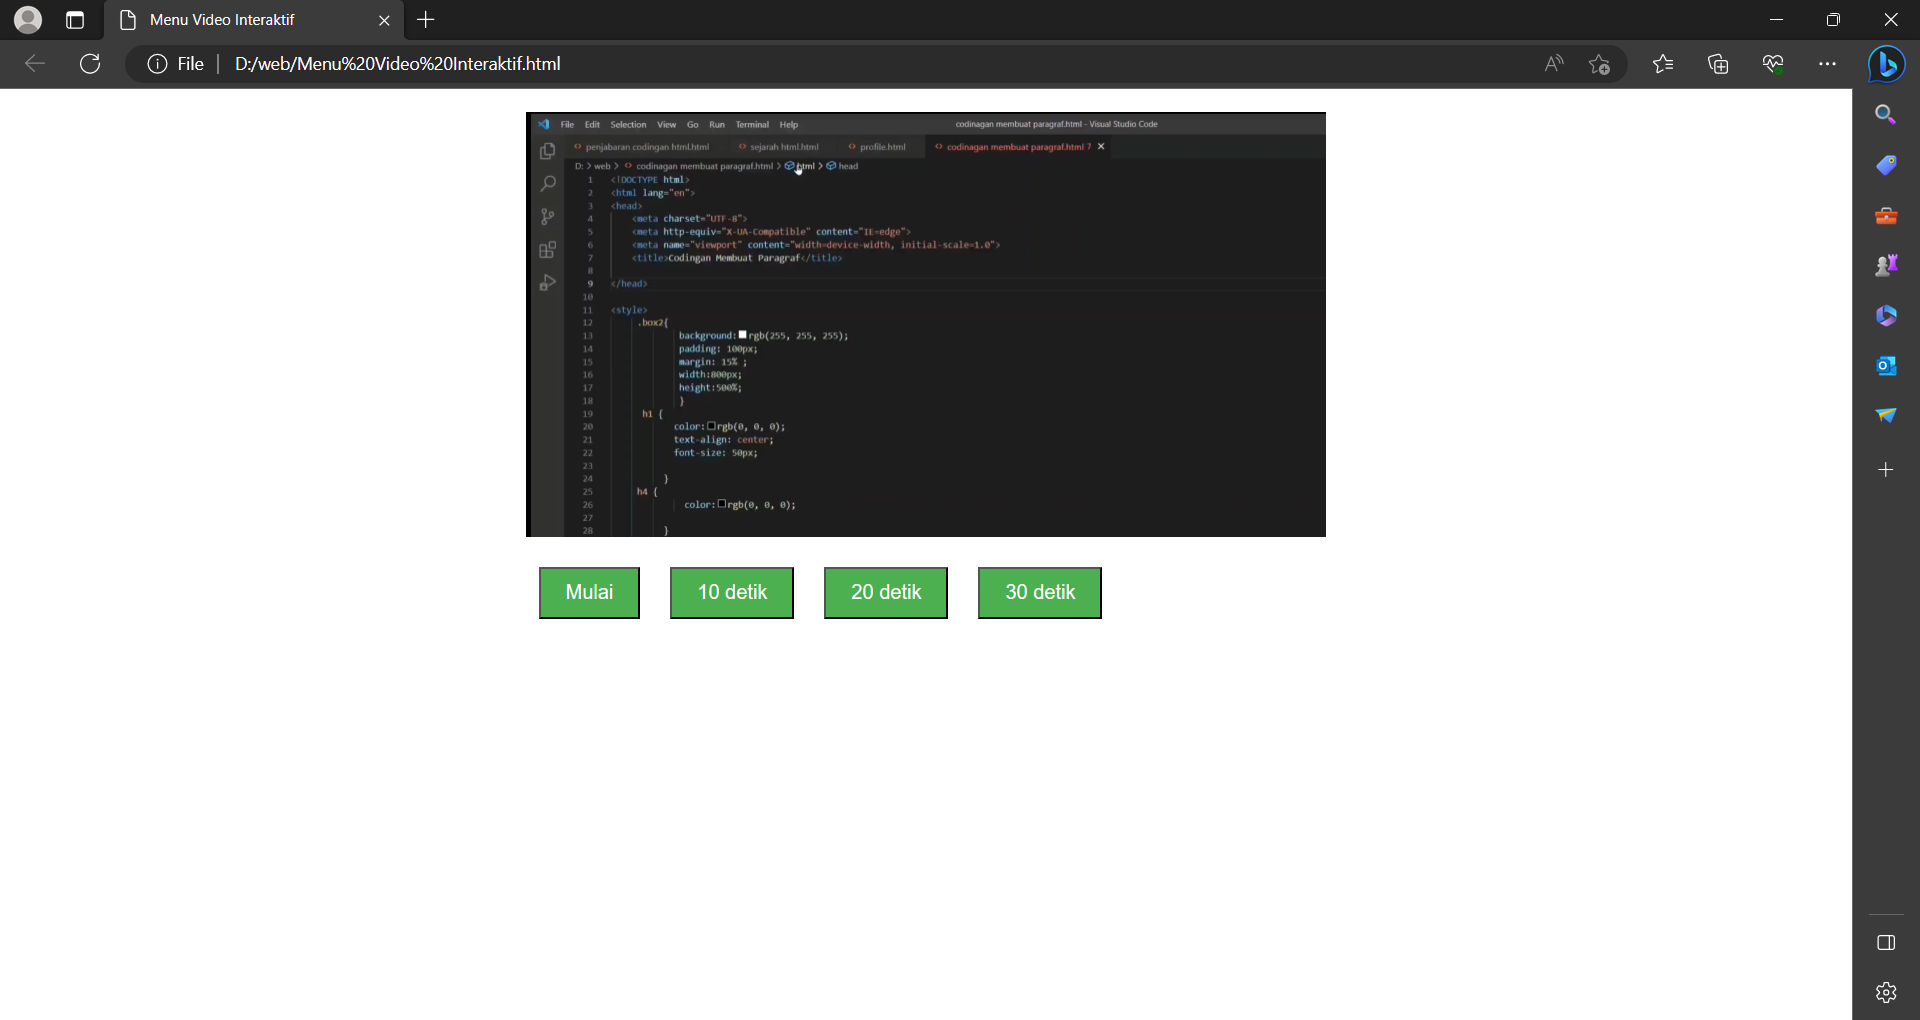 Menu Video Interaktif
File D:/web/Menu%20Video%20Interaktif.html
File Edit Selection View Go Run Terminal Help codinagan membuat paragraf.html - Visual Studio Code
penjabaran codingan html.html sejarah html.html profile.html codinagan membuat paragraf.html 7
D: > web > codinagan membuat paragraf.html > html > head
1 <!DOCTYPE html>
2 <html lang="en">
3 <head>
4 <meta charset="UTF-8">
5 <meta http-equiv="X-UA-Compatible" content="IE=edge">
6 <meta name="viewport" content="width=device-width, initial-scale=1.0">
7 <title>Codingan Membuat Paragraf</title>
8
9 </head>
10
11 <style>
12 .box2{
13 background: rgb(255, 255, 255);
14 padding: 100px;
15 margin: 15% ;
16 width:800px;
17 height:500%;
18 }
19 h1 {
20 color: rgb(0, 0, 0);
21 text-align: center;
22 font-size: 50px;
23
24 }
25 h4 {
26 color: rgb(0, 0, 0);
27
28 }
Mulai 10 detik 20 detik 30 detik